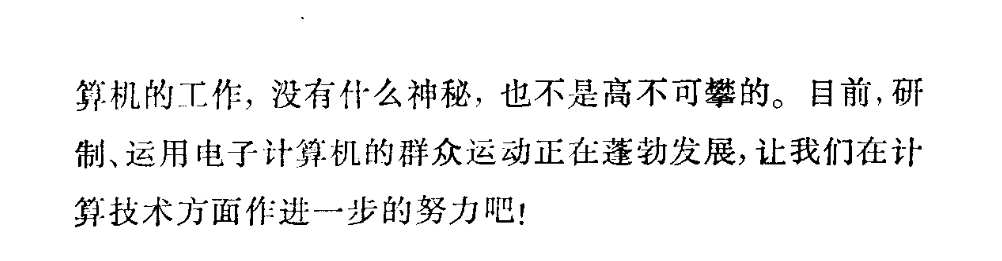 算机的工作，没有什么神秘，也不是高不可攀的。目前，研
制、运用电子计算机的群众运动正在蓬勃发展，让我们在计
算技术方面作进一步的努力吧！